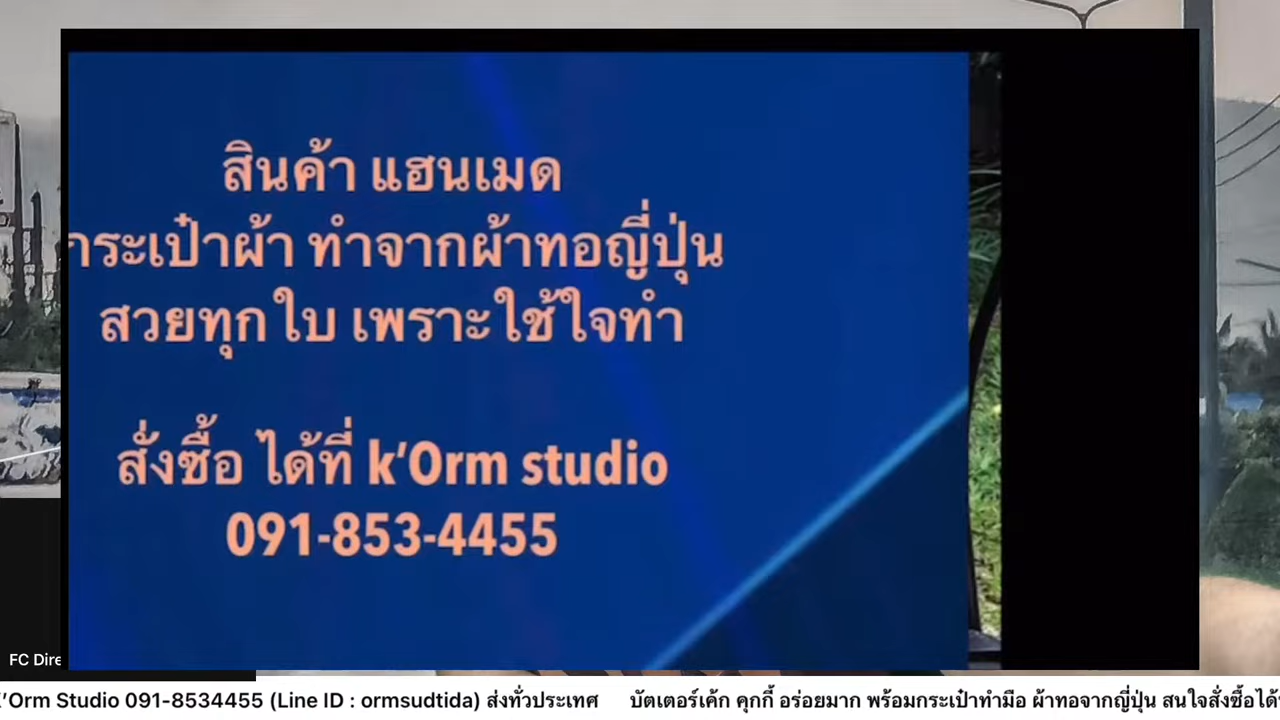 สินค้า แฮนเมด
กระเป๋าผ้า ทำจากผ้าทอญี่ปุ่น
สวยทุกใบ เพราะใช้ใจทำ
สั่งซื้อ ได้ที่ k’Orm studio
091-853-4455
FC Dire
K’Orm Studio 091-8534455 (Line ID : ormsudtida) ส่งทั่วประเทศ บัตเตอร์เค้ก คุกกี้ อร่อยมาก พร้อมกระเป๋าทำมือ ผ้าทอจากญี่ปุ่น สนใจสั่งซื้อได้